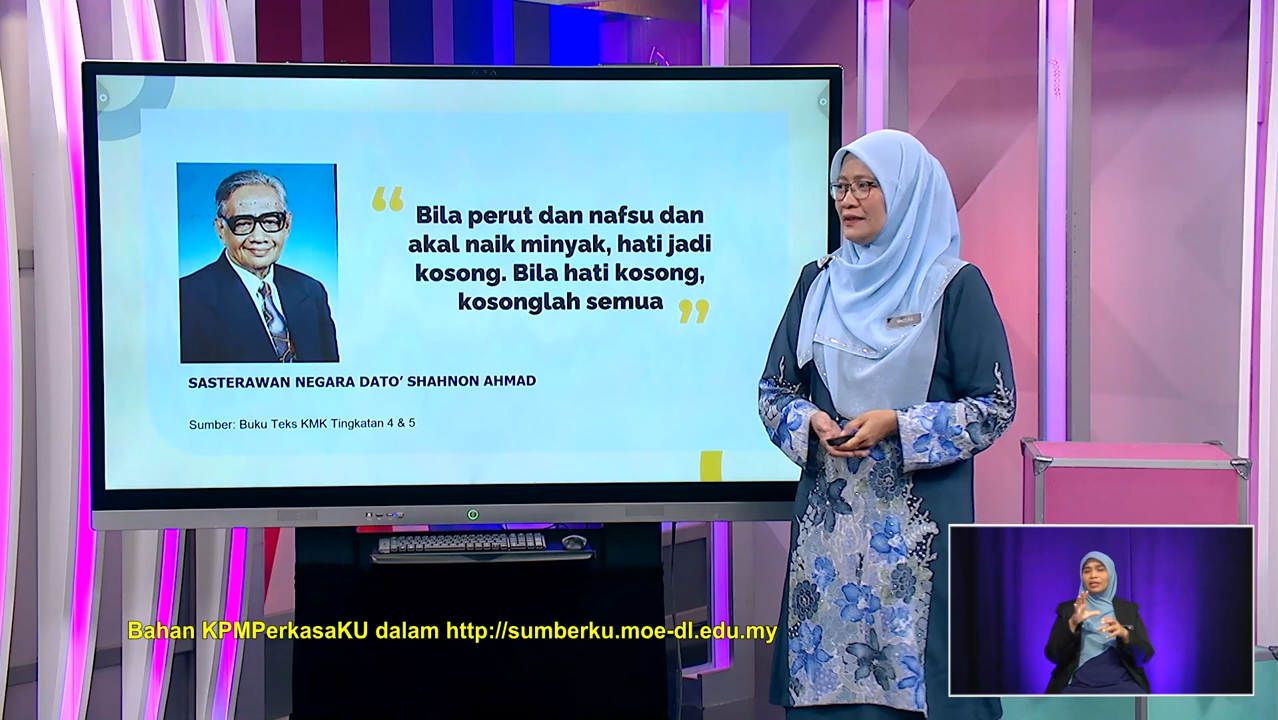 “ Bila perut dan nafsu dan
akal naik minyak, hati jadi
kosong. Bila hati kosong,
kosonglah semua ”
SASTERAWAN NEGARA DATO’ SHAHNON AHMAD
Sumber: Buku Teks KMK Tingkatan 4 & 5
Bahan KPMPerkasaKU dalam http://sumberku.moe-dl.edu.my